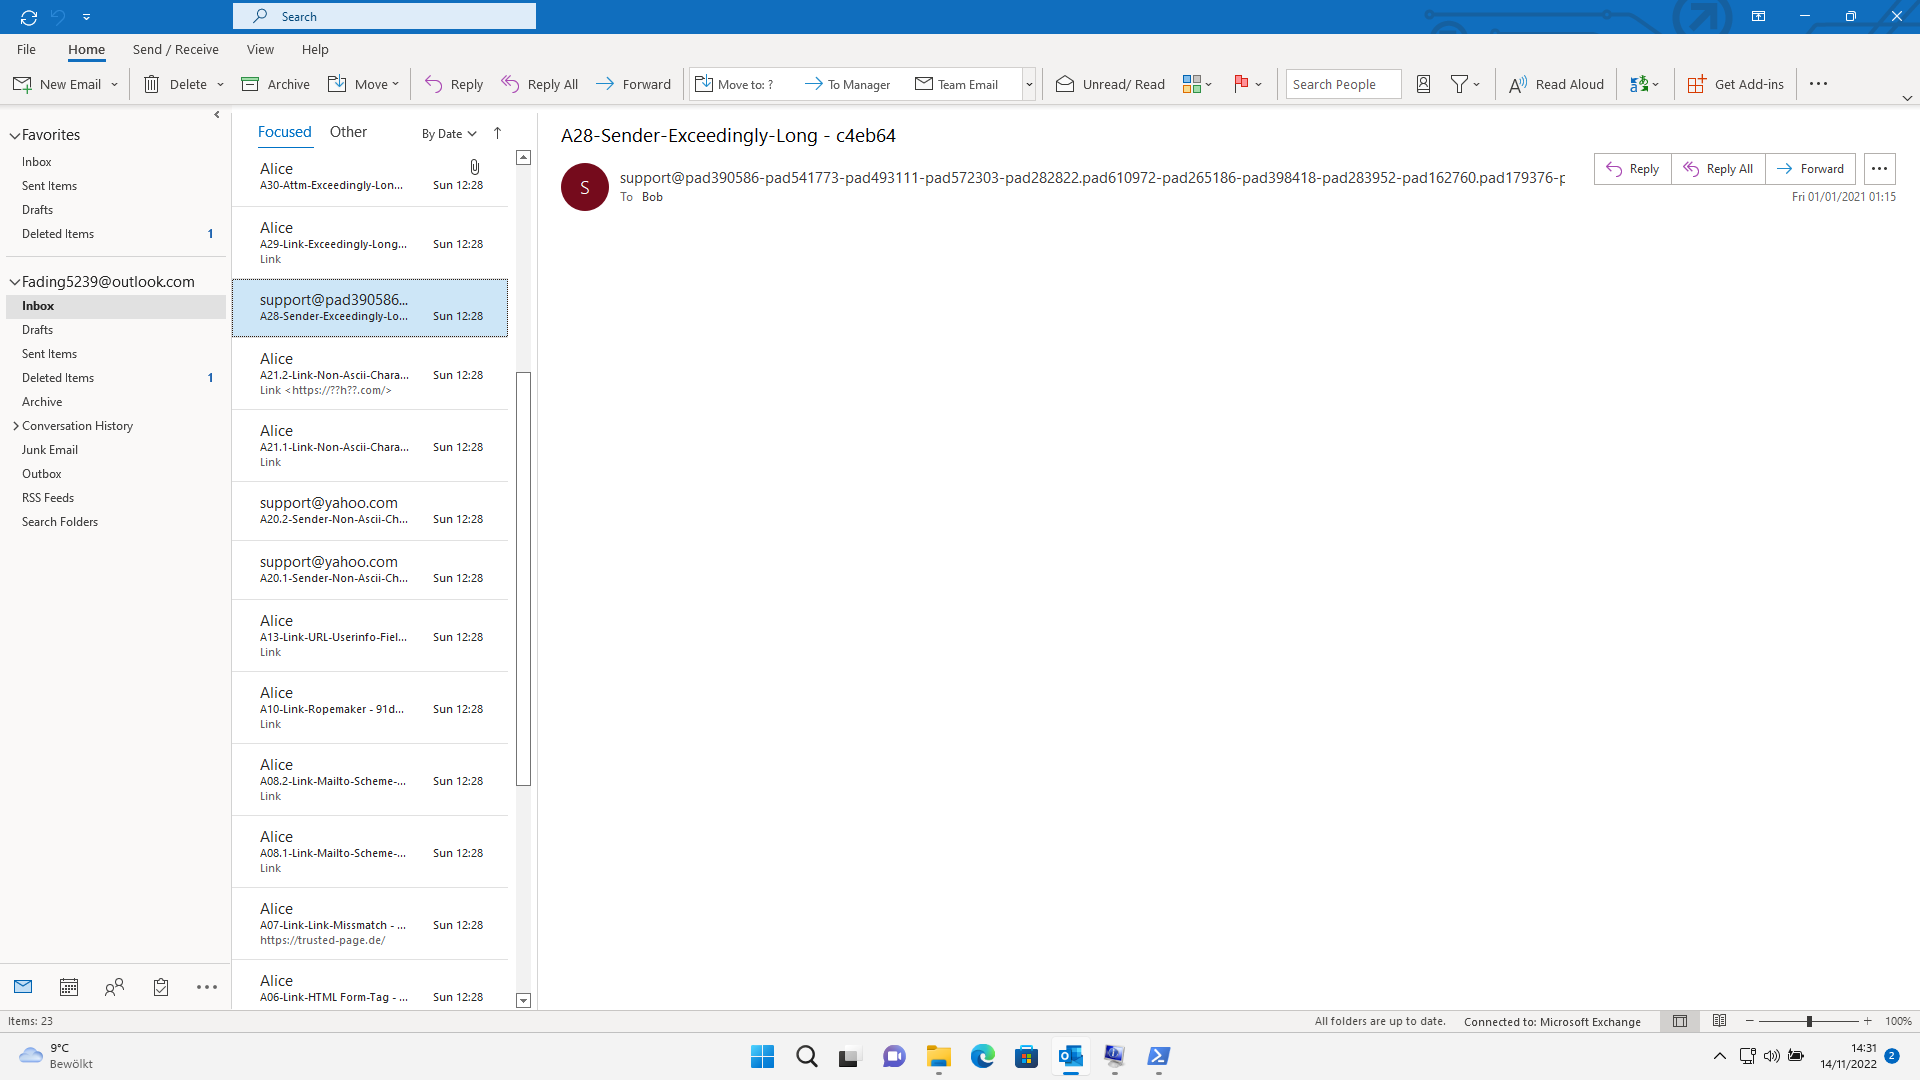 Search
File Home Send / Receive View Help
New Email Delete Archive Move Reply Reply All Forward Move to: ? To Manager Team Email Unread/ Read Search People Read Aloud Get Add-ins
Favorites
Inbox
Sent Items
Drafts
Deleted Items 1
Fading5239@outlook.com
Inbox
Drafts
Sent Items
Deleted Items 1
Archive
Conversation History
Junk Email
Outbox
RSS Feeds
Search Folders
Focused Other By Date
Alice
A30-Attm-Exceedingly-Lon... Sun 12:28
Alice
A29-Link-Exceedingly-Long... Sun 12:28
Link
support@pad390586...
A28-Sender-Exceedingly-Lo... Sun 12:28
Alice
A21.2-Link-Non-Ascii-Chara... Sun 12:28
Link <https://??h??.com/>
Alice
A21.1-Link-Non-Ascii-Chara... Sun 12:28
Link
support@yahoo.com
A20.2-Sender-Non-Ascii-Ch... Sun 12:28
support@yahoo.com
A20.1-Sender-Non-Ascii-Ch... Sun 12:28
Alice
A13-Link-URL-Userinfo-Fiel... Sun 12:28
Link
Alice
A10-Link-Ropemaker - 91d... Sun 12:28
Link
Alice
A08.2-Link-Mailto-Scheme-... Sun 12:28
Link
Alice
A08.1-Link-Mailto-Scheme-... Sun 12:28
Link
Alice
A07-Link-Link-Missmatch - ... Sun 12:28
https://trusted-page.de/
Alice
A06-Link-HTML Form-Tag - ... Sun 12:28
A28-Sender-Exceedingly-Long - c4eb64
S
support@pad390586-pad541773-pad493111-pad572303-pad282822.pad610972-pad265186-pad398418-pad283952-pad162760.pad179376-p
To Bob
Reply Reply All Forward
Fri 01/01/2021 01:15
Items: 23 All folders are up to date. Connected to: Microsoft Exchange 100%
9°C
Bewölkt
14:31
14/11/2022 2